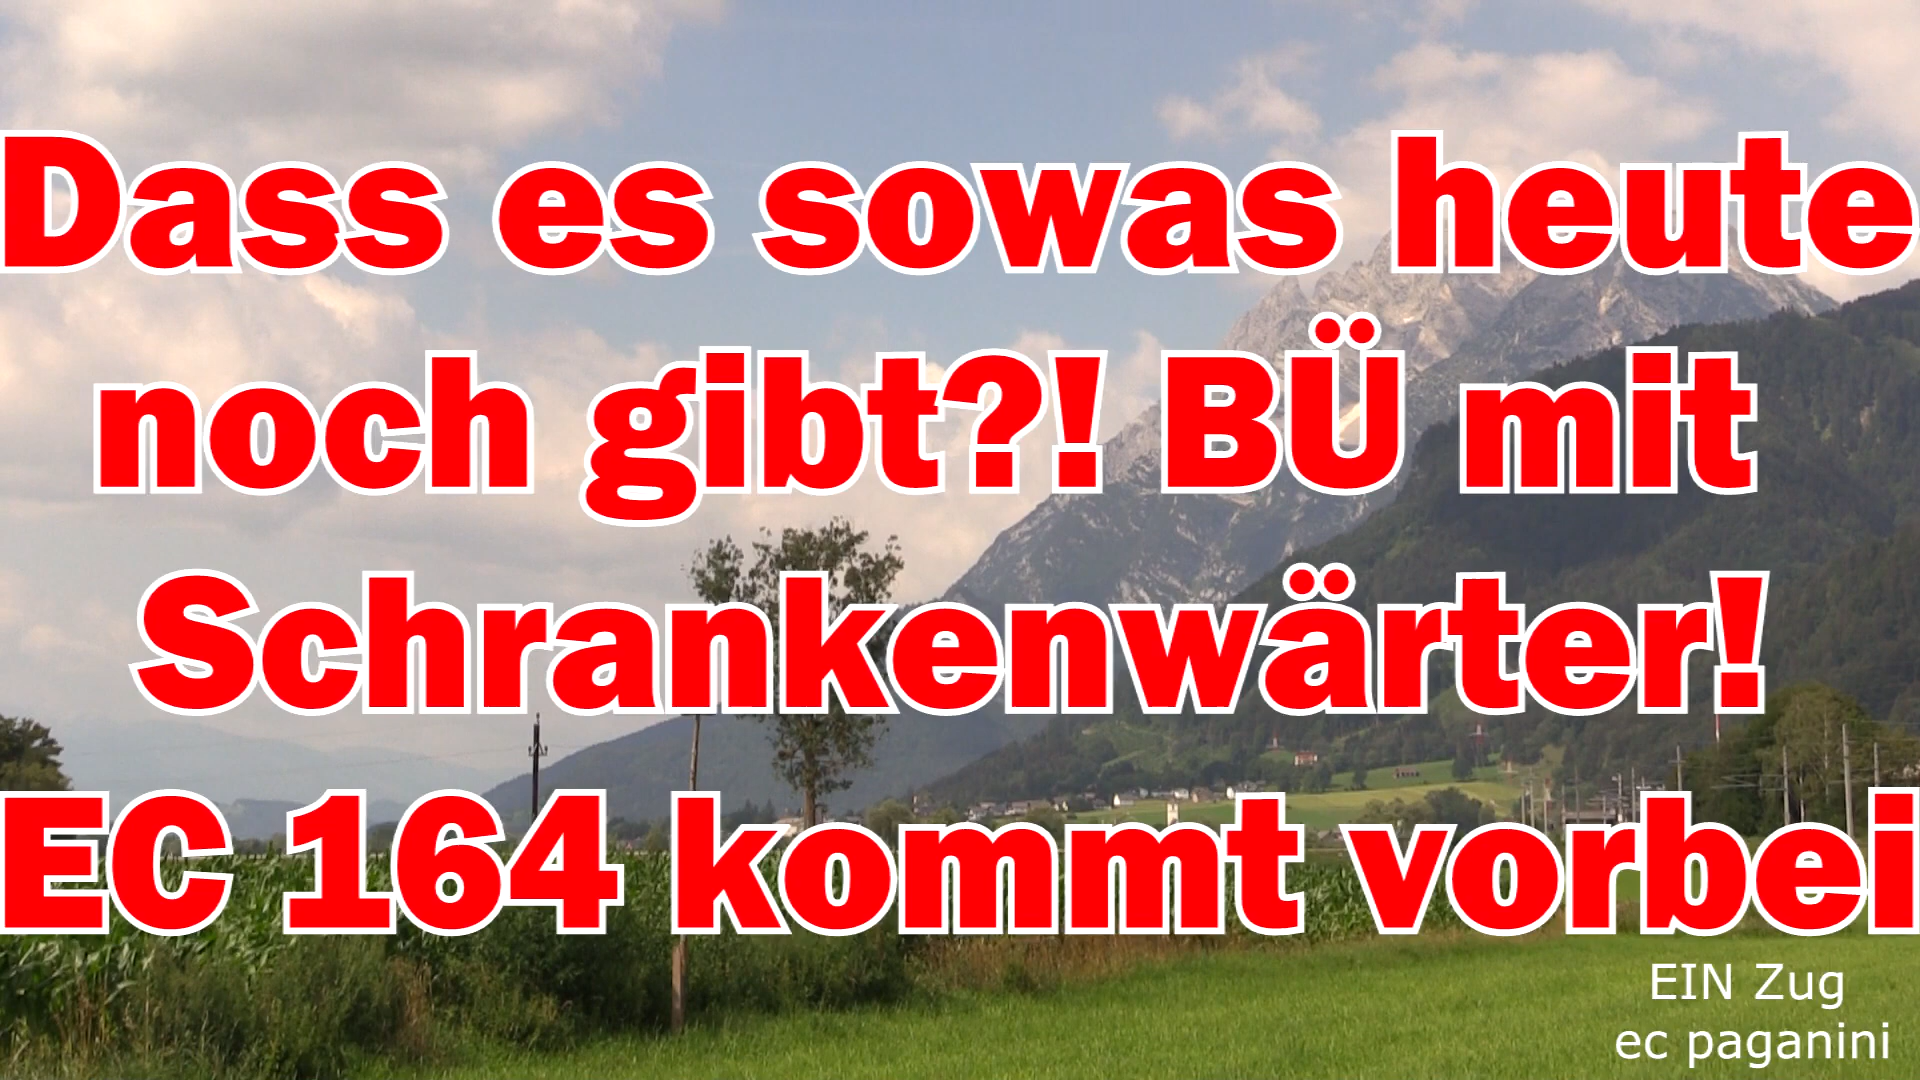 Dass es sowas heute
noch gibt?! BÜ mit
Schrankenwärter!
EC 164 kommt vorbei
EIN Zug
ec paganini